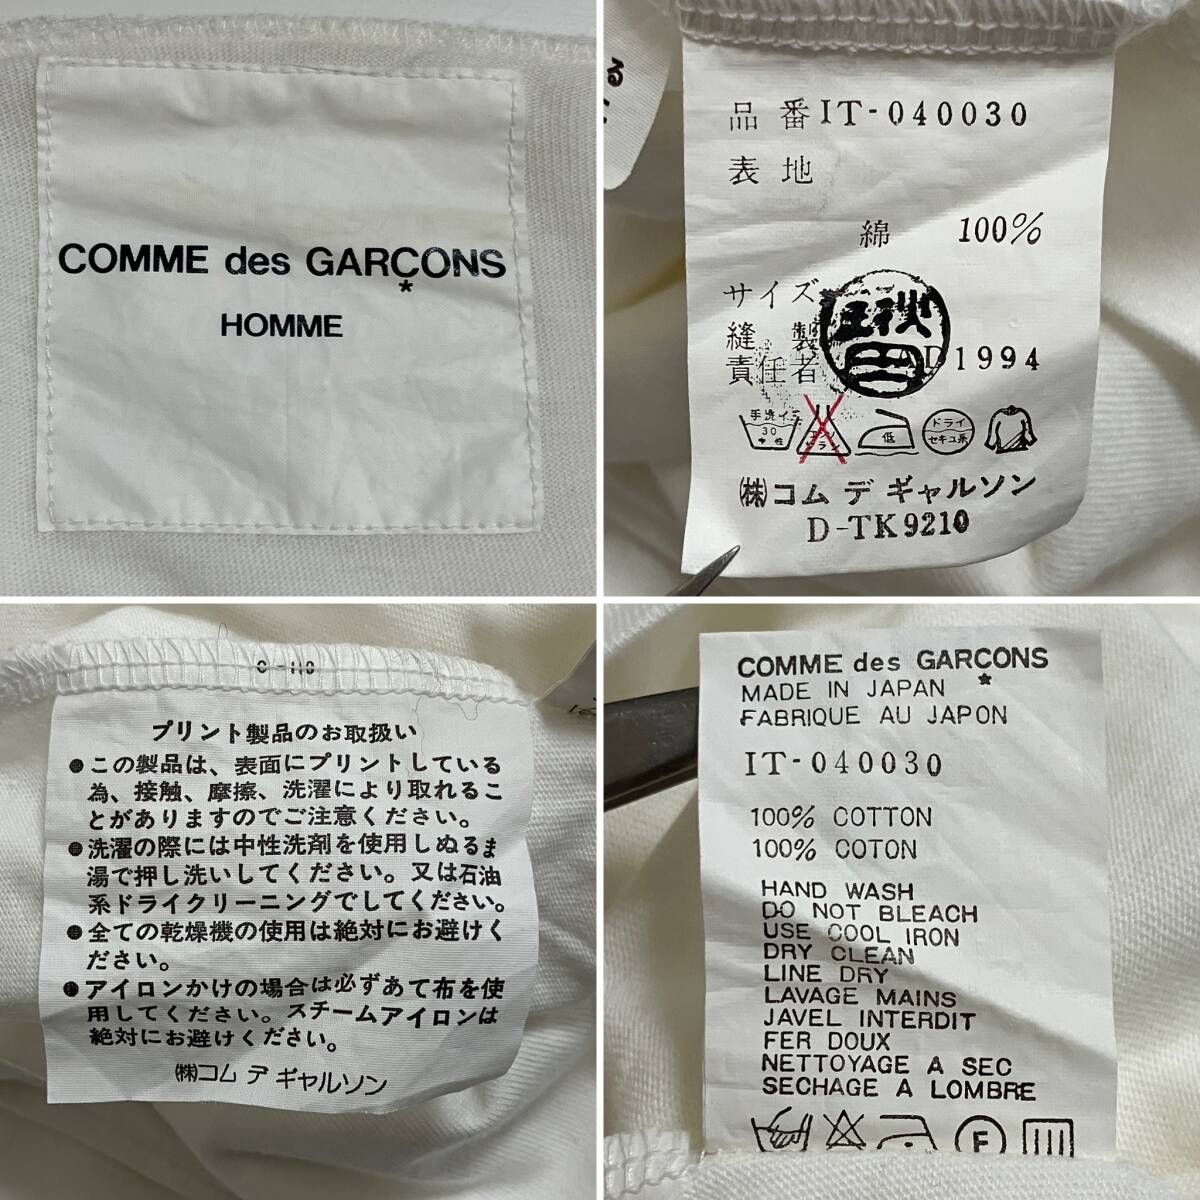 COMME des GARÇONS
*
HOMME
品番IT-040030
表地
綿 100%
サイズ
縫製
責任者 AD1994
手洗イ
30
中性
低
ドライ
セキユ系
㈱コム デ ギャルソン
D-TK9210
プリント製品のお取扱い
●この製品は、表面にプリントしている
為、接触、摩擦、洗濯により取れるこ
とがありますのでご注意ください。
●洗濯の際には中性洗剤を使用しぬるま
湯で押し洗いしてください。又は石油
系ドライクリーニングでしてください。
●全ての乾燥機の使用は絶対にお避けく
ださい。
●アイロンかけの場合は必ずあて布を使
用してください。スチームアイロンは
絶対にお避けください。
㈱コム デ ギャルソン
COMME des GARÇONS
*
MADE IN JAPAN
FABRIQUE AU JAPON
IT-040030
100% COTTON
100% COTON
HAND WASH
DO NOT BLEACH
USE COOL IRON
DRY CLEAN
LINE DRY
LAVAGE MAINS
JAVEL INTERDIT
FER DOUX
NETTOYAGE A SEC
SECHAGE A LOMBRE
F